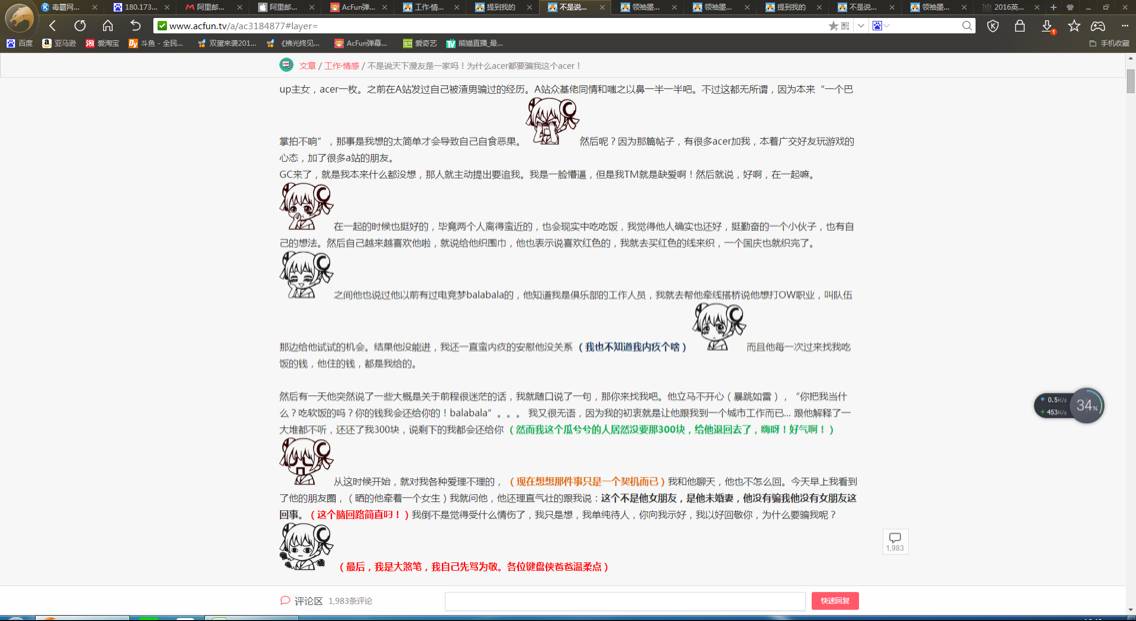 毒霸网...
180.173...
阿里邮...
阿里邮...
AcFun弹...
工作·情...
提到的...
不是说...
领袖墨...
领袖墨...
提到的...
不是说...
领袖墨...
2016英...
www.acfun.tv/a/ac3184877#layer=
百度
亚马逊
爱淘宝
斗鱼 - 全民...
双望来袭201...
《佛光终见...
AcFun弹幕...
爱奇艺
熊猫直播_最...
手机收藏
文章 / 工作·情感 / 不是说天下漫友是一家吗！为什么acer都要骗我这个acer！
up主女，acer一枚。之前在A站发过自己被渣男骗过的经历。A站众基佬同情和嗤之以鼻一半一半吧。不过这都无所谓，因为本来“一个巴
掌拍不响”，那事是我想的太简单才会导致自己自食恶果。 然后呢？因为那篇帖子，有很多acer加我，本着广交好友玩游戏的
心态，加了很多a站的朋友。
GC来了，就是我本来什么都没想，那人就主动提出要追我。我是一脸懵逼，但是我TM就是缺爱啊！然后就说，好啊，在一起嘛。
在一起的时候也挺好的，毕竟两个人离得蛮近的，也会现实中吃吃饭，我觉得他人确实也还好，挺勤奋的一个小伙子，也有自
己的想法。然后自己越来越喜欢他啦，就说给他织围巾，他也表示说喜欢红色的，我就去买红色的线来织，一个国庆也就织完了。
之间他也说过他以前有过电竞梦balabala的，他知道我是俱乐部的工作人员，我就去帮他牵线搭桥说他想打OW职业，叫队伍
那边给他试试的机会。结果他没能进，我还一直蛮内疚的安慰他没关系（我也不知道我内疚个啥） 而且他每一次过来找我吃
饭的钱，他住的钱，都是我给的。
然后有一天他突然说了一些大概是关于前程很迷茫的话，我就随口说了一句，那你来找我吧。他立马不开心（暴跳如雷），“你把我当什
么？吃软饭的吗？你的钱我会还给你的！balabala”。。。 我又很无语，因为我的初衷就是让他跟我到一个城市工作而已... 跟他解释了一
大堆都不听，还还了我300块，说剩下的我都会还给你（然而我这个瓜兮兮的人居然没要那300块，给他退回去了，嗨呀！好气啊！）
从这时候开始，就对我各种爱理不理的，（现在想想那件事只是一个契机而已）我和他聊天，他也不怎么回。今天早上我看到
了他的朋友圈，（晒的他牵着一个女生）我就问他，他还理直气壮的跟我说：这个不是他女朋友，是他未婚妻，他没有骗我他没有女朋友这
回事。（这个脑回路简直吊！）我倒不是觉得受什么情伤了，我只是想，我单纯待人，你向我示好，我以好回敬你，为什么要骗我呢？
（最后，我是大煞笔，我自己先骂为敬。各位键盘侠爸爸温柔点）
0.5K/s
453K/s
34%
1,983
评论区 1,983条评论
快速回复